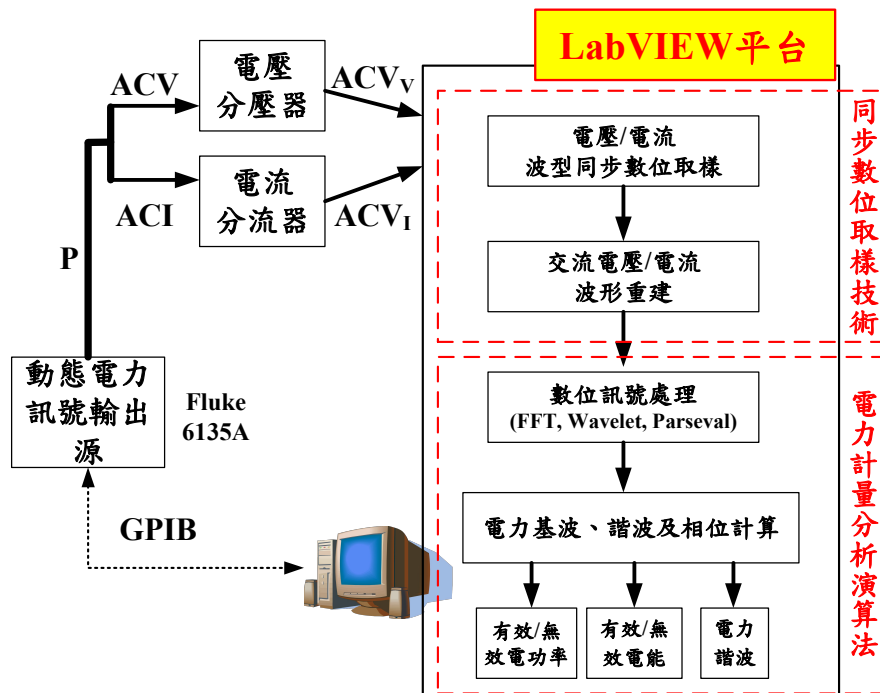 LabVIEW平台
ACV
電壓
分壓器
ACVV
ACI
電流
分流器
ACVI
P
動態電力
訊號輸出
源
Fluke
6135A
GPIB
電壓/電流
波型同步數位取樣
交流電壓/電流
波形重建
同步數位取樣技術
數位訊號處理
(FFT, Wavelet, Parseval)
電力基波、諧波及相位計算
有效/無
效電功率
有效/無
效電能
電力
諧波
電力計量分析演算法